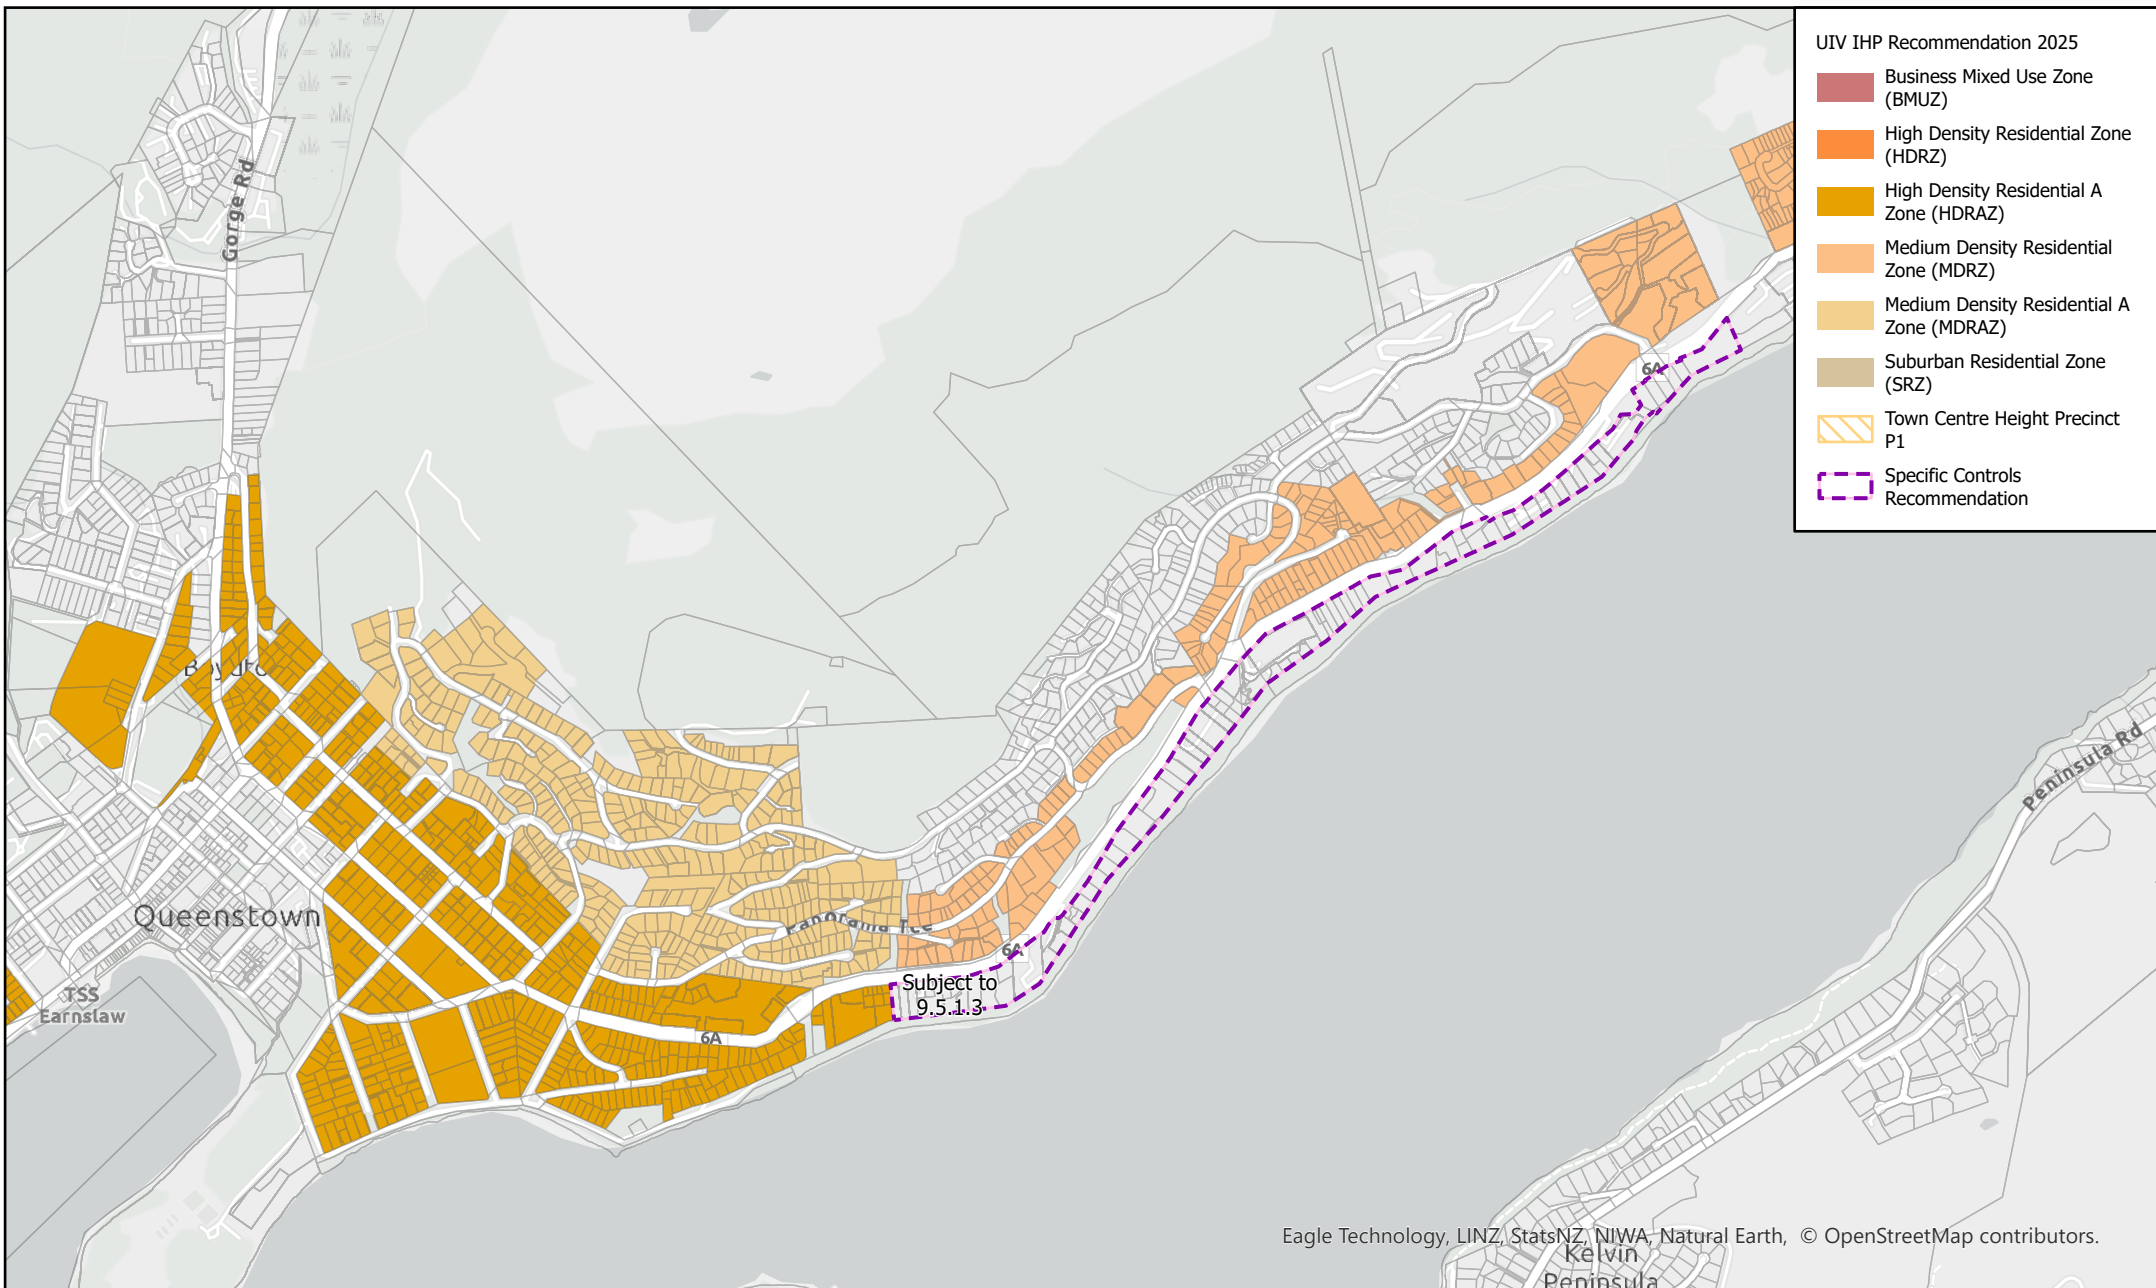 UIV IHP Recommendation 2025
Business Mixed Use Zone
(BMUZ)
High Density Residential Zone
(HDRZ)
High Density Residential A
Zone (HDRAZ)
Medium Density Residential
Zone (MDRZ)
Medium Density Residential A
Zone (MDRAZ)
Suburban Residential Zone
(SRZ)
Town Centre Height Precinct
P1
Specific Controls
Recommendation
Gorge Rd
6A
Peninsula Rd
Queenstown
Panorama Tce
6A
Subject to
9.5.1.3
TSS
Earnslaw
6A
Eagle Technology, LINZ, StatsNZ, NIWA, Natural Earth, © OpenStreetMap contributors.
Kelvin
Peninsula